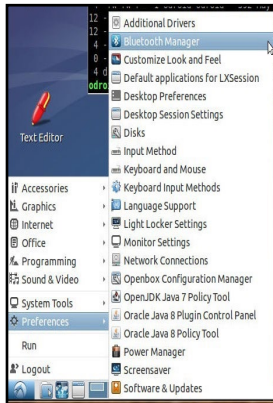 Text Editor
Accessories
Graphics
Internet
Office
Programming
Sound & Video
System Tools
Preferences
Run
Logout
Additional Drivers
Bluetooth Manager
Customize Look and Feel
Default applications for LXSession
Desktop Preferences
Desktop Session Settings
Disks
Input Method
Keyboard and Mouse
Keyboard Input Methods
Language Support
Light Locker Settings
Monitor Settings
Network Connections
Openbox Configuration Manager
OpenJDK Java 7 Policy Tool
Oracle Java 8 Plugin Control Panel
Oracle Java 8 Policy Tool
Power Manager
Screensaver
Software & Updates